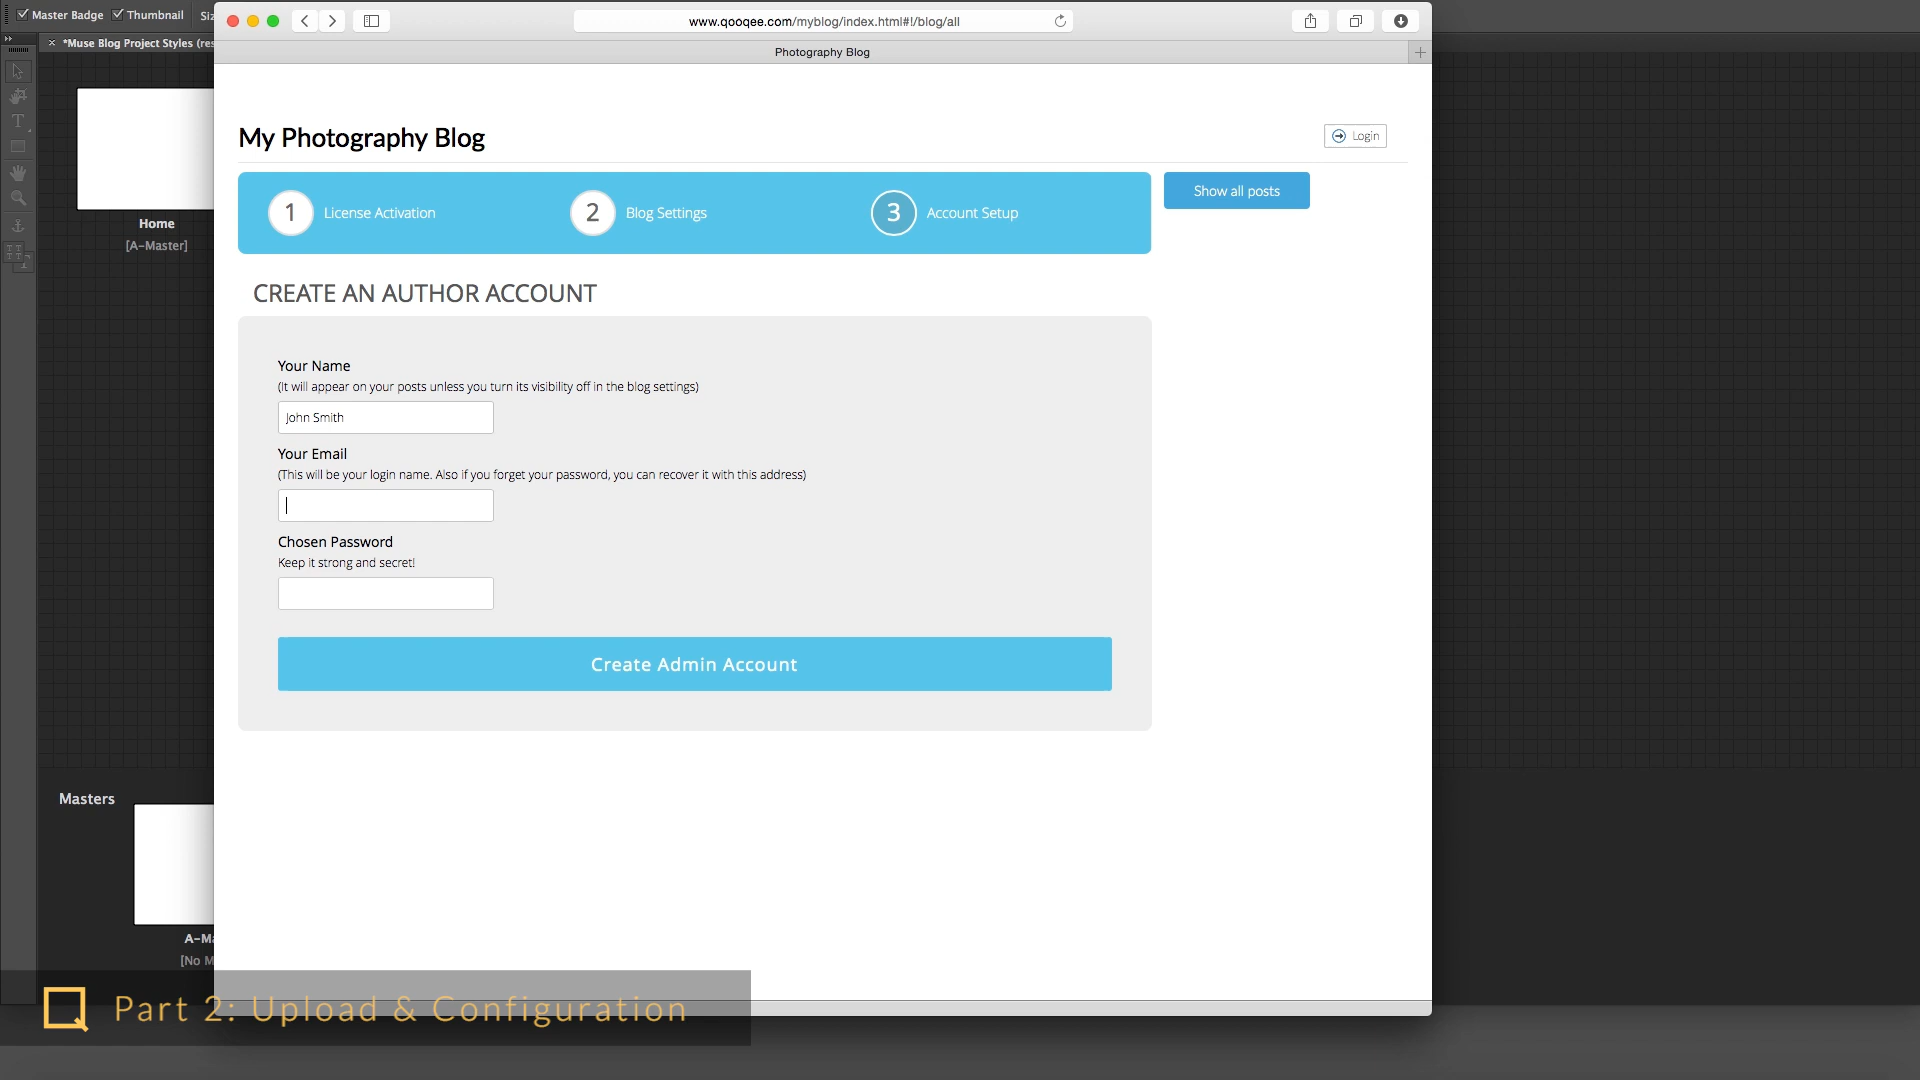 Master Badge
Thumbnail
www.qooqee.com/myblog/index.html#!/blog/all
*Muse Blog Project Styles
Photography Blog
My Photography Blog
Login
1
License Activation
2
Blog Settings
3
Account Setup
Show all posts
Home
[A-Master]
CREATE AN AUTHOR ACCOUNT
Your Name
(It will appear on your posts unless you turn its visibility off in the blog settings)
John Smith
Your Email
(This will be your login name. Also if you forget your password, you can recover it with this address)
Chosen Password
Keep it strong and secret!
Create Admin Account
Masters
Part 2: Upload & Configuration